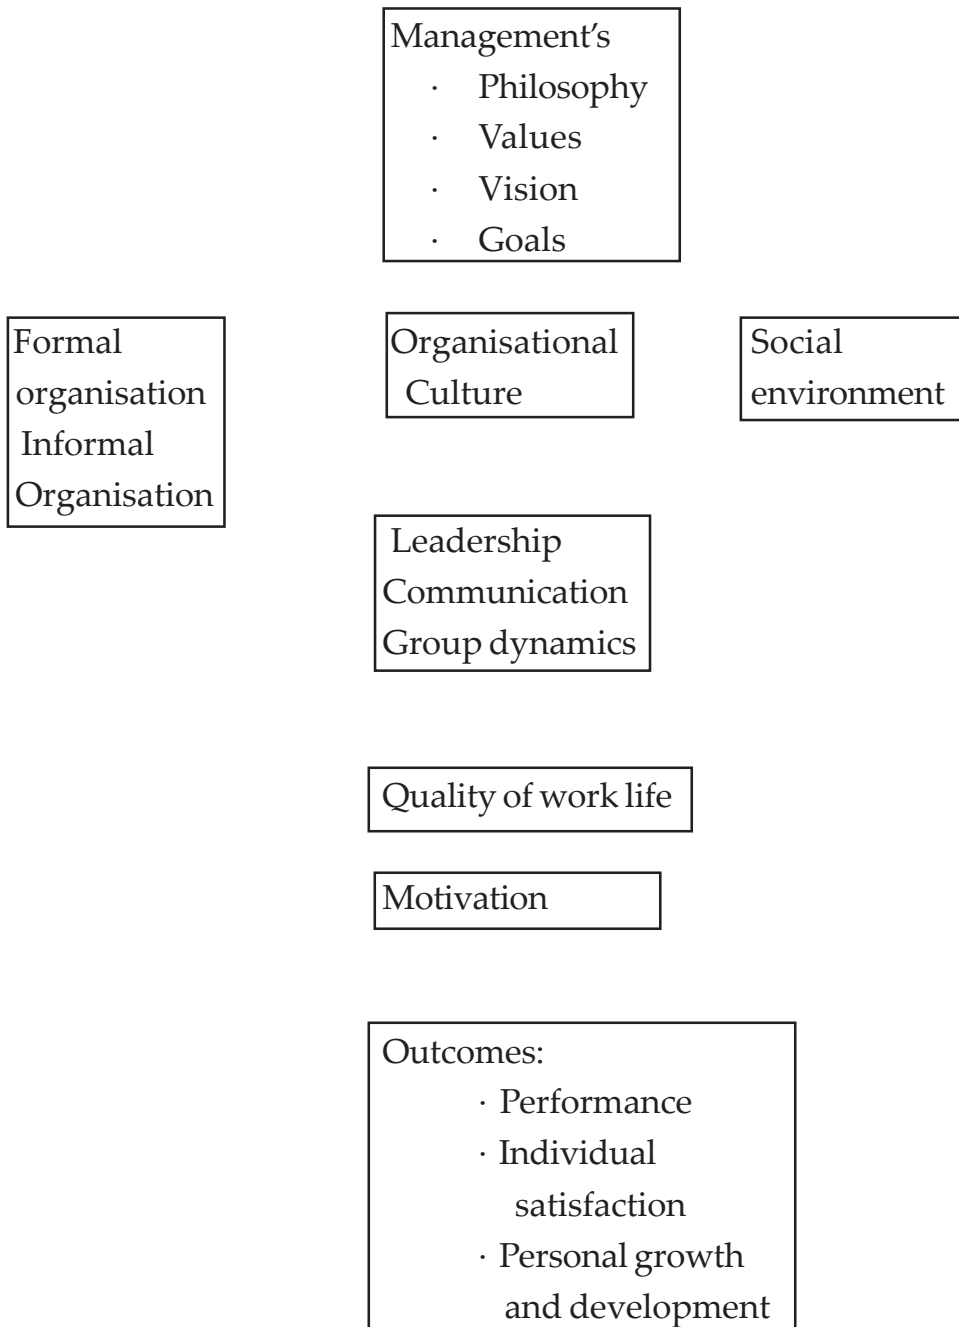 Management’s
· Philosophy
· Values
· Vision
· Goals
Formal
organisation
Informal
Organisation
Organisational
Culture
Social
environment
Leadership
Communication
Group dynamics
Quality of work life
Motivation
Outcomes:
· Performance
· Individual
satisfaction
· Personal growth
and development